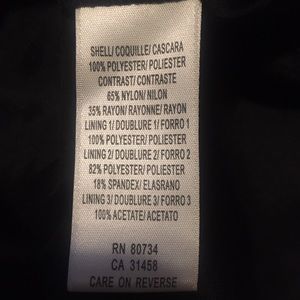 SHELL/ COQUILLE/ CASCARA
100% POLYESTER/ POLIESTER
CONTRAST/ CONTRASTE
65% NYLON/ NILON
35% RAYON/ RAYONNE/ RAYON
LINING 1/ DOUBLURE 1/ FORRO 1
100% POLYESTER/ POLIESTER
LINING 2/ DOUBLURE 2/ FORRO 2
82% POLYESTER/ POLIESTER
18% SPANDEX/ ELASRANO
LINING 3/ DOUBLURE 3/ FORRO 3
100% ACETATE/ ACETATO
RN 80734
CA 31458
CARE ON REVERSE